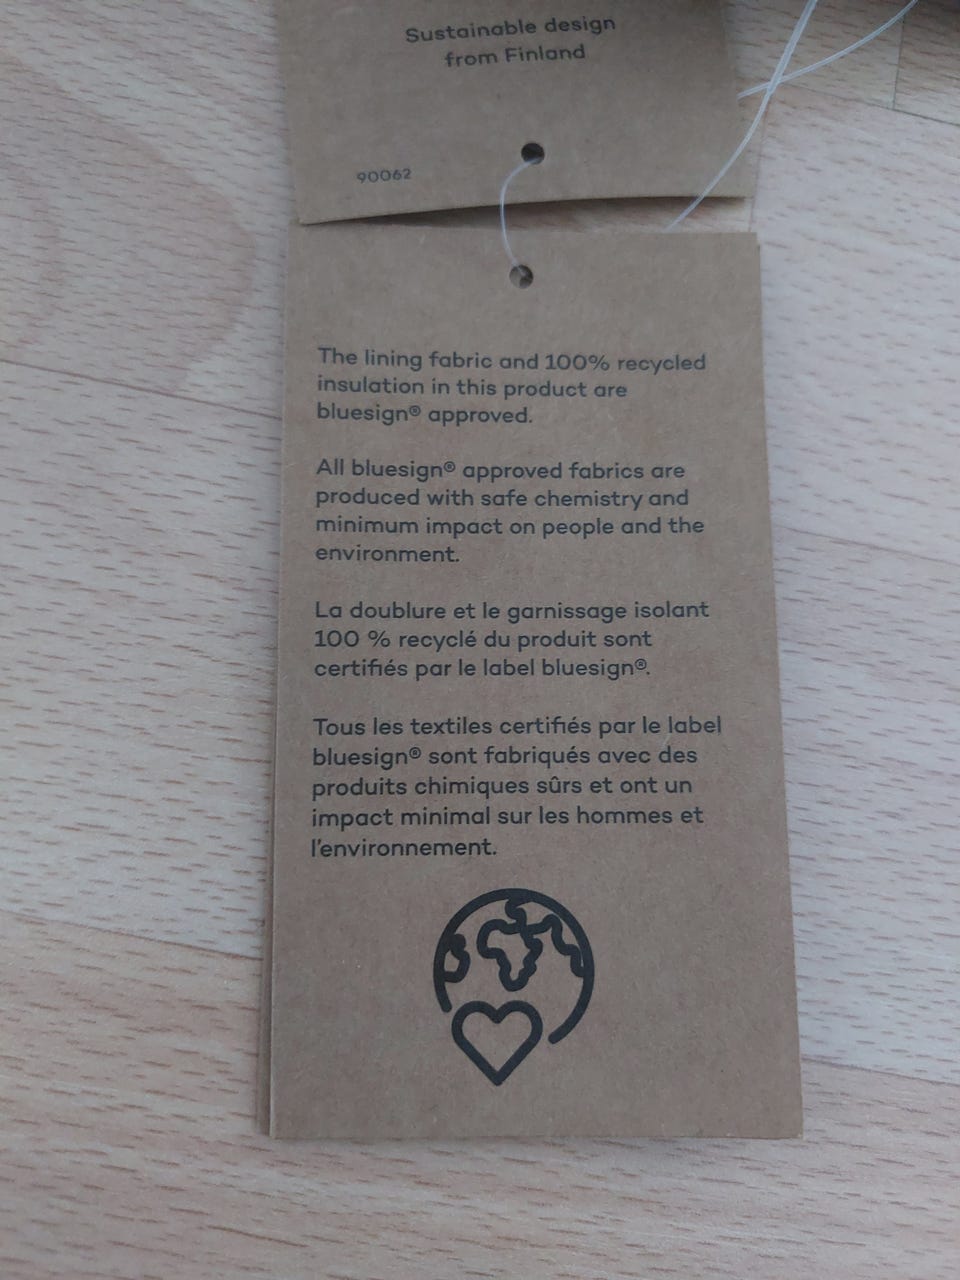 Sustainable design
from Finland
90062
The lining fabric and 100% recycled
insulation in this product are
bluesign® approved.
All bluesign® approved fabrics are
produced with safe chemistry and
minimum impact on people and the
environment.
La doublure et le garnissage isolant
100 % recyclé du produit sont
certifiés par le label bluesign®.
Tous les textiles certifiés par le label
bluesign® sont fabriqués avec des
produits chimiques sûrs et ont un
impact minimal sur les hommes et
l'environnement.